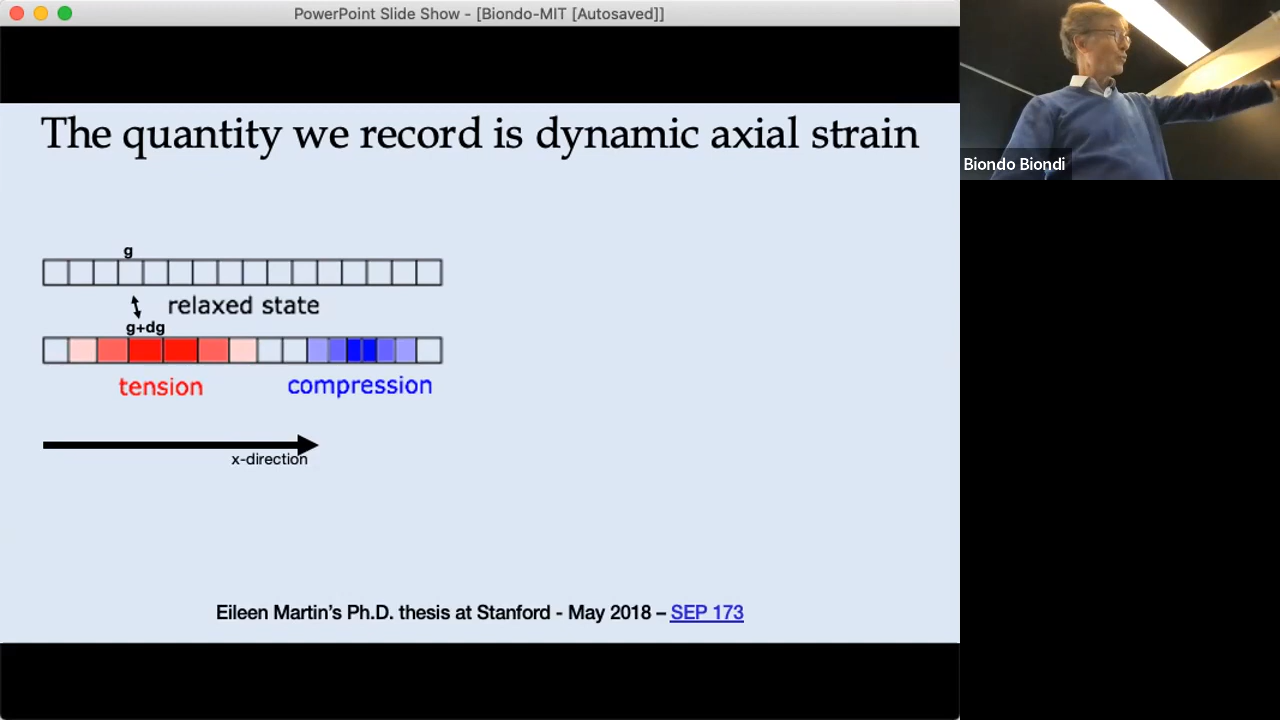 PowerPoint Slide Show - [Biondo-MIT [Autosaved]]
The quantity we record is dynamic axial strain
g
relaxed state
g+dg
tension compression
x-direction
Eileen Martin’s Ph.D. thesis at Stanford - May 2018 – SEP 173
Biondo Biondi